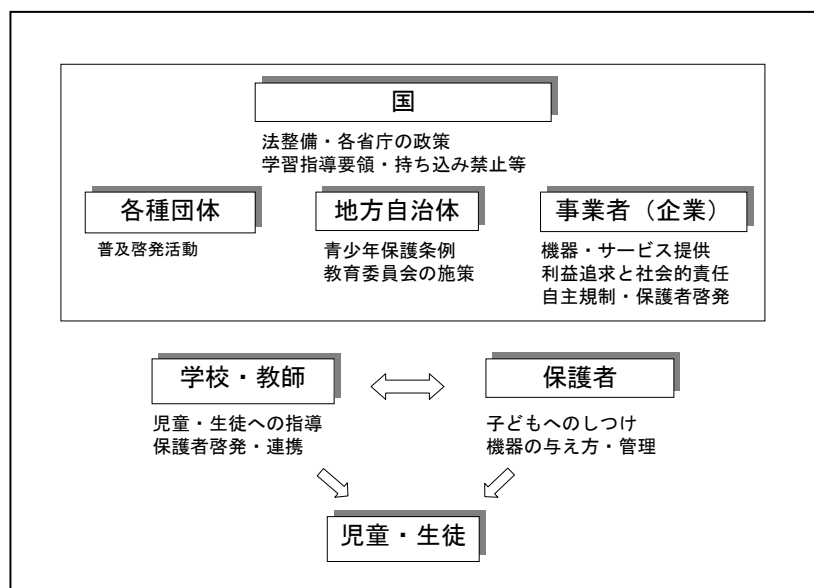 国
法整備・各省庁の政策
学習指導要領・持ち込み禁止等
各種団体
普及啓発活動
地方自治体
青少年保護条例
教育委員会の施策
事業者（企業）
機器・サービス提供
利益追求と社会的責任
自主規制・保護者啓発
学校・教師
児童・生徒への指導
保護者啓発・連携
保護者
子どもへのしつけ
機器の与え方・管理
児童・生徒